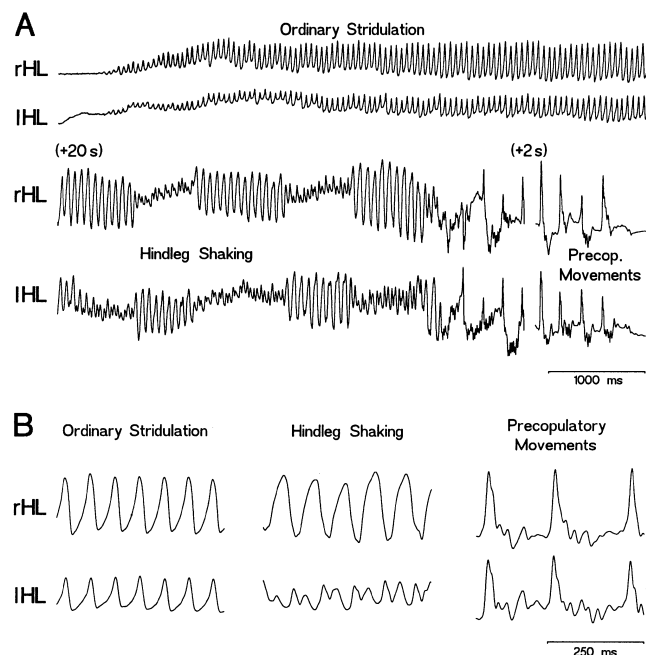 A
Ordinary Stridulation
rHL
lHL
(+20 s)
(+2 s)
rHL
Hindleg Shaking
Precop.
Movements
lHL
1000 ms
B
Ordinary Stridulation
Hindleg Shaking
Precopulatory
Movements
rHL
lHL
250 ms